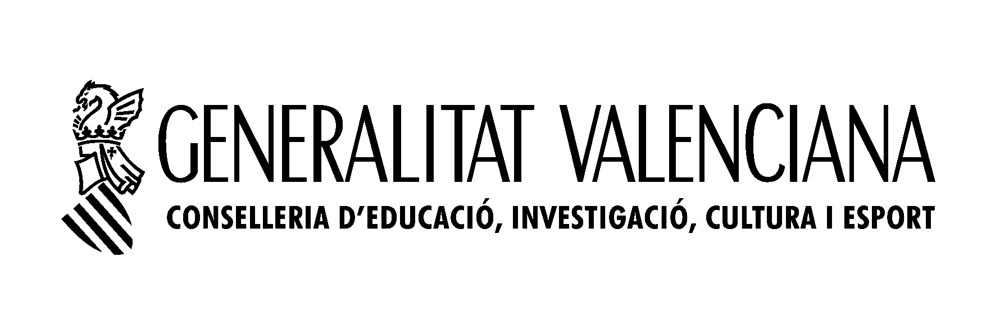 GENERALITAT VALENCIANA
CONSELLERIA D’EDUCACIÓ, INVESTIGACIÓ, CULTURA I ESPORT